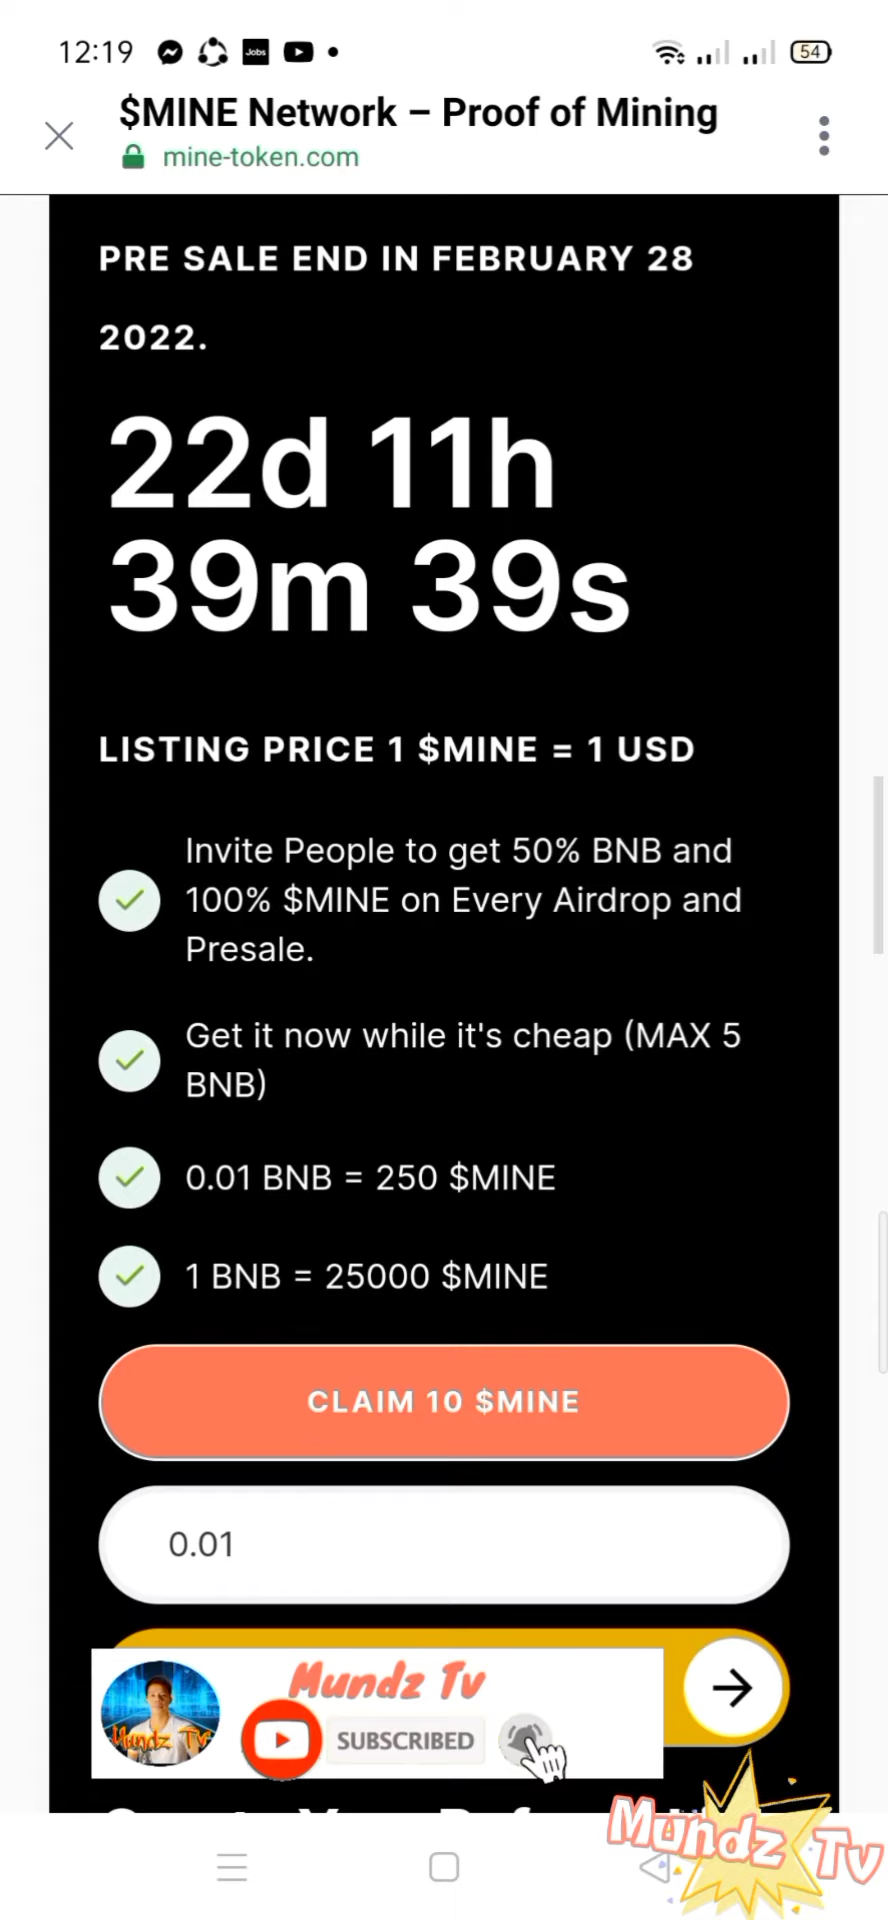 12:19
Jobs
54
$MINE Network – Proof of Mining
mine-token.com
PRE SALE END IN FEBRUARY 28
2022.
22d 11h
39m 39s
LISTING PRICE 1 $MINE = 1 USD
Invite People to get 50% BNB and
100% $MINE on Every Airdrop and
Presale.
Get it now while it's cheap (MAX 5
BNB)
0.01 BNB = 250 $MINE
1 BNB = 25000 $MINE
CLAIM 10 $MINE
0.01
Mundz Tv
Mundz TV
SUBSCRIBED
Mundz Tv